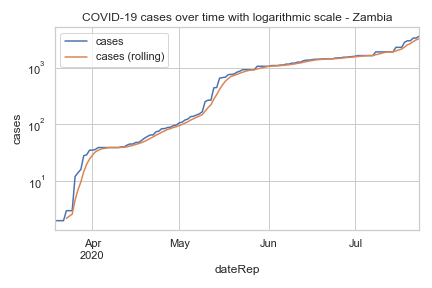 COVID-19 cases over time with logarithmic scale - Zambia
cases
cases (rolling)
10³
10²
10¹
cases
Apr
2020
May
Jun
Jul
dateRep